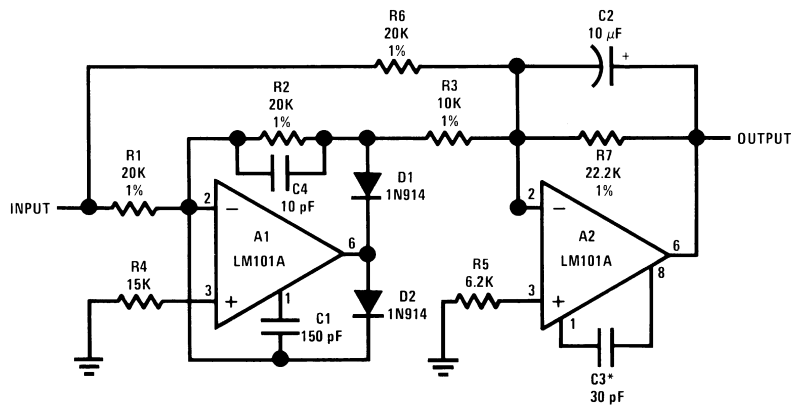 R6
20K
1%
C2
10 µF
+
R2
20K
1%
R3
10K
1%
R1
20K
1%
C4
10 pF
D1
1N914
R7
22.2K
1%
OUTPUT
INPUT
2
−
A1
LM101A
6
3
+
1
R4
15K
C1
150 pF
D2
1N914
2
−
A2
LM101A
6
8
3
+
1
R5
6.2K
C3*
30 pF